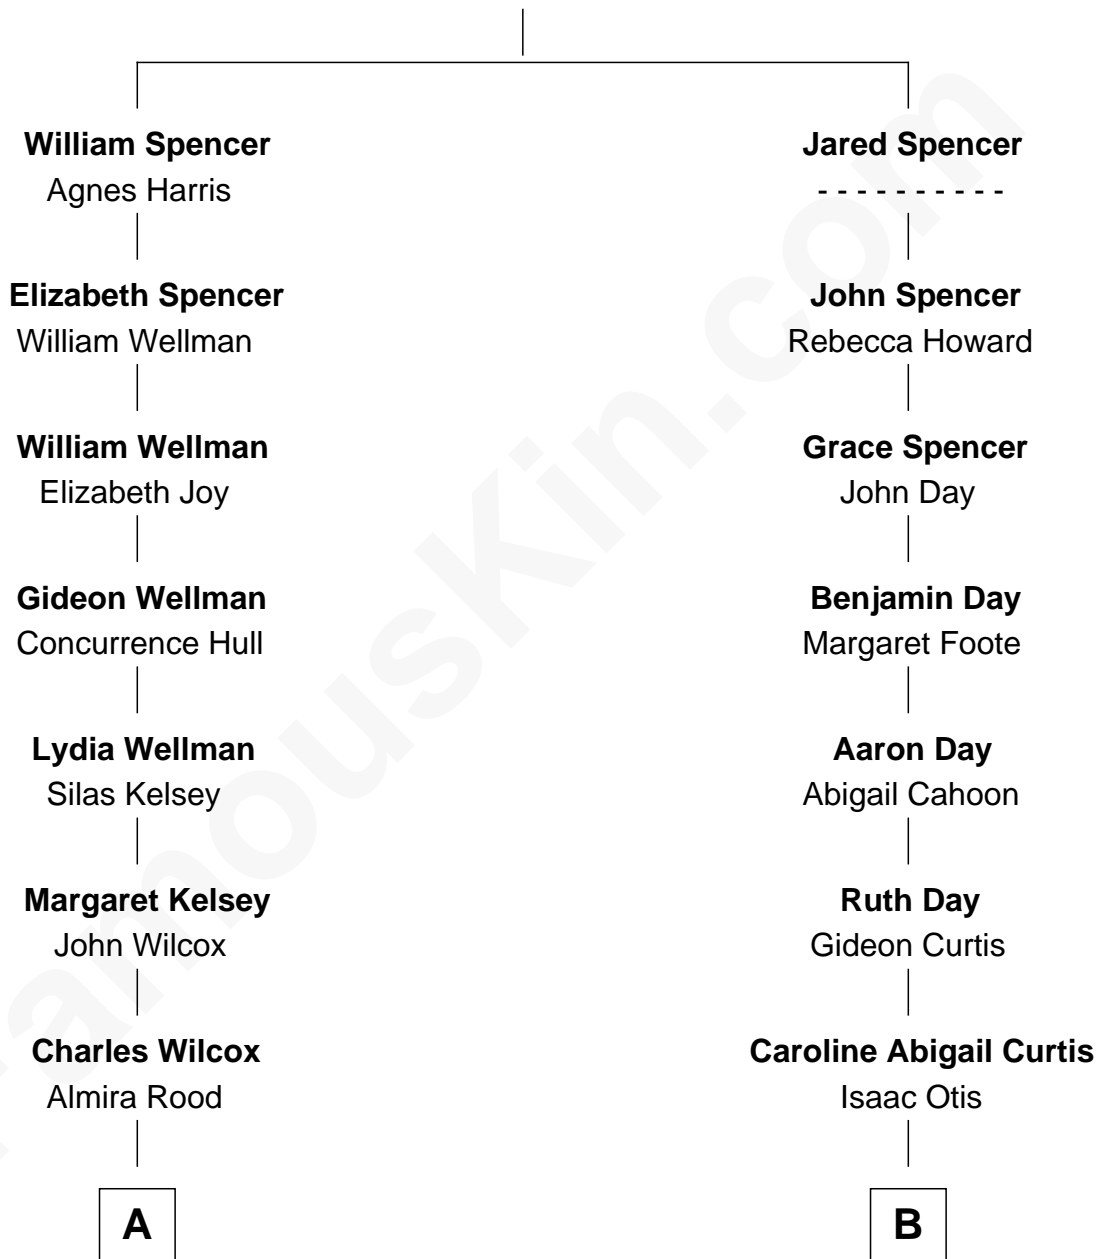 William Spencer
Agnes Harris
Elizabeth Spencer
William Wellman
William Wellman
Elizabeth Joy
Gideon Wellman
Concurrence Hull
Lydia Wellman
Silas Kelsey
Margaret Kelsey
John Wilcox
Charles Wilcox
Almira Rood
A
Jared Spencer
- - - - - - - - - -
John Spencer
Rebecca Howard
Grace Spencer
John Day
Benjamin Day
Margaret Foote
Aaron Day
Abigail Cahoon
Ruth Day
Gideon Curtis
Caroline Abigail Curtis
Isaac Otis
B
FamousKin.com